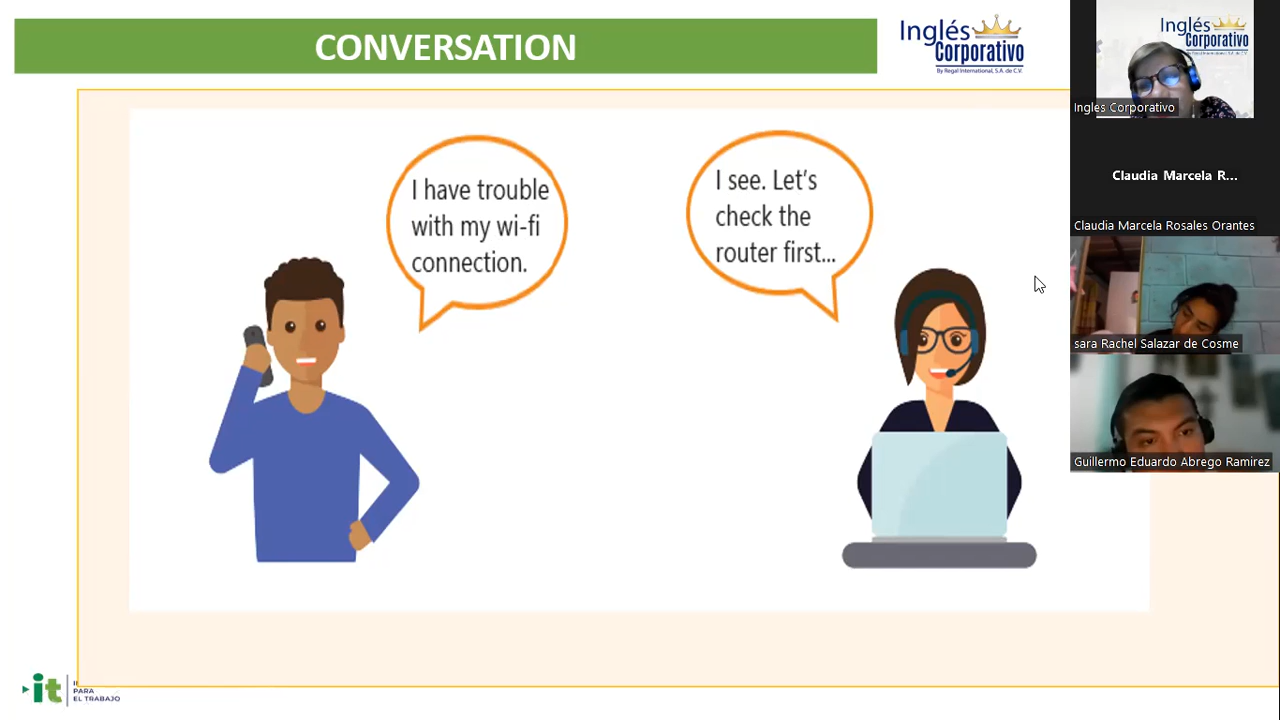 CONVERSATION
Inglés
Corporativo
By Regal International, S.A. de C.V.
I have trouble
with my wi-fi
connection.
I see. Let's
check the
router first...
Inglés
Corporativo
Ingles Corporativo
Claudia Marcela R...
Claudia Marcela Rosales Orantes
sara Rachel Salazar de Cosme
Guillermo Eduardo Abrego Ramirez
it
PARA
EL TRABAJO